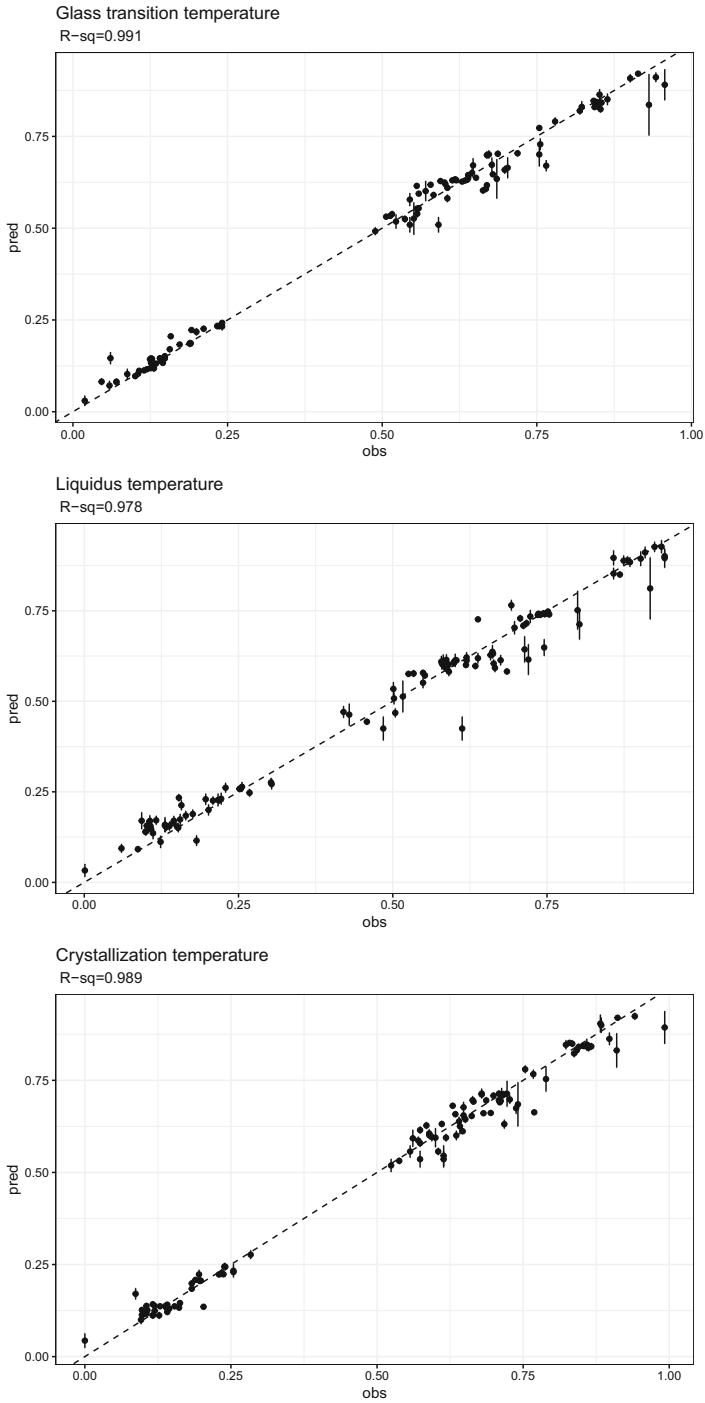 Glass transition temperature
R−sq=0.991
0.75
0.50
0.25
0.00
pred
0.00 0.25 0.50 0.75 1.00
obs
Liquidus temperature
R−sq=0.978
0.75
0.50
0.25
0.00
pred
0.00 0.25 0.50 0.75
obs
Crystallization temperature
R−sq=0.989
0.75
0.50
0.25
0.00
pred
0.00 0.25 0.50 0.75 1.00
obs